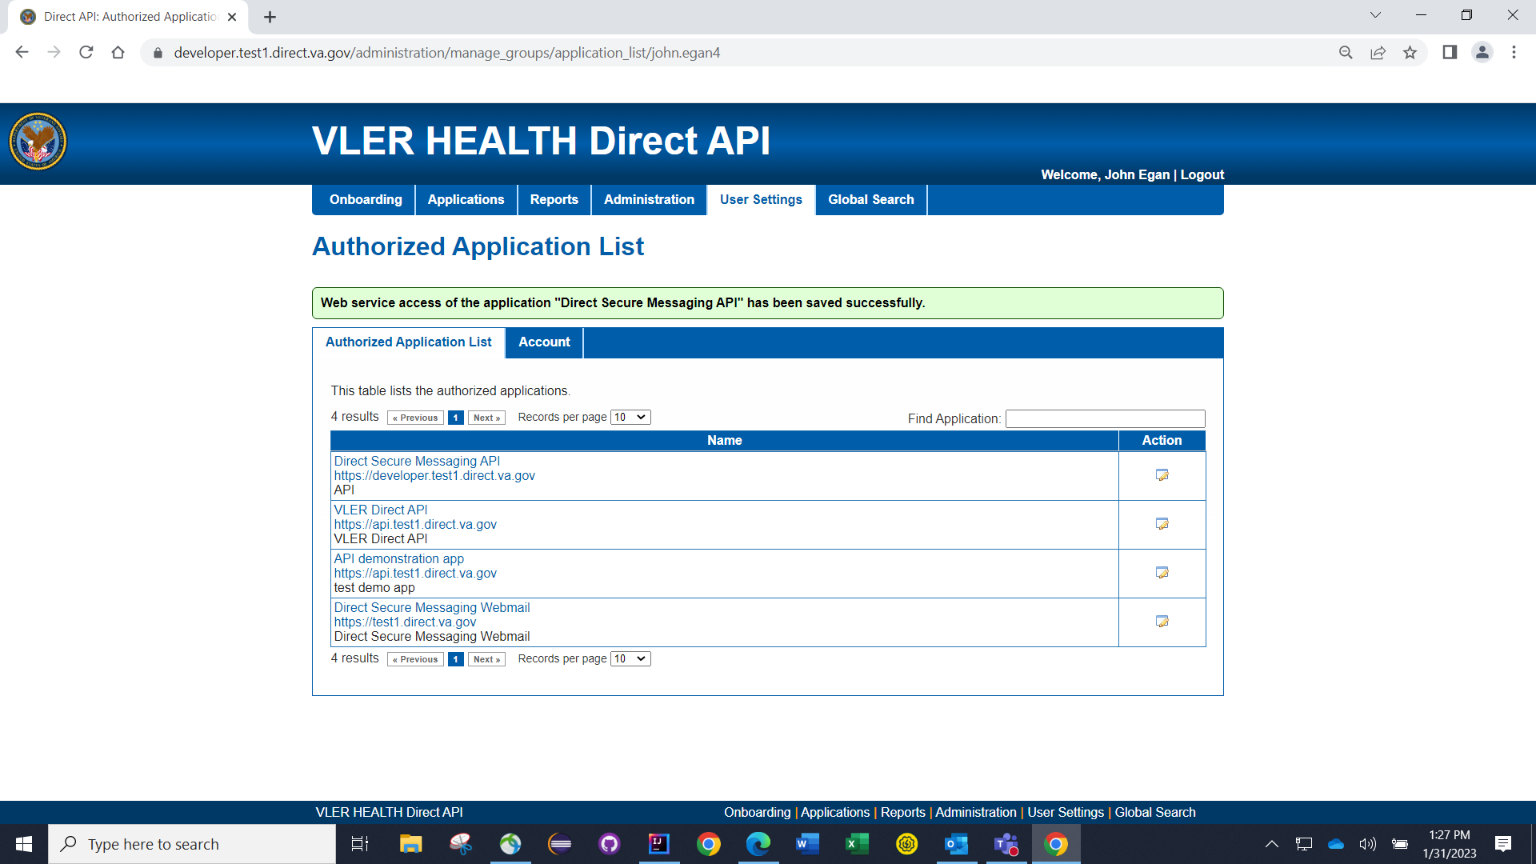 Direct API: Authorized Applicatio
developer.test1.direct.va.gov/administration/manage_groups/application_list/john.egan4
VLER HEALTH Direct API
Welcome, John Egan | Logout
Onboarding Applications Reports Administration User Settings Global Search
Authorized Application List
Web service access of the application "Direct Secure Messaging API" has been saved successfully.
Authorized Application List Account
This table lists the authorized applications.
4 results « Previous 1 Next » Records per page 10 Find Application:
Name Action
Direct Secure Messaging API
https://developer.test1.direct.va.gov
API
VLER Direct API
https://api.test1.direct.va.gov
VLER Direct API
API demonstration app
https://api.test1.direct.va.gov
test demo app
Direct Secure Messaging Webmail
https://test1.direct.va.gov
Direct Secure Messaging Webmail
4 results « Previous 1 Next » Records per page 10
VLER HEALTH Direct API Onboarding | Applications | Reports | Administration | User Settings | Global Search
Type here to search
1:27 PM
1/31/2023